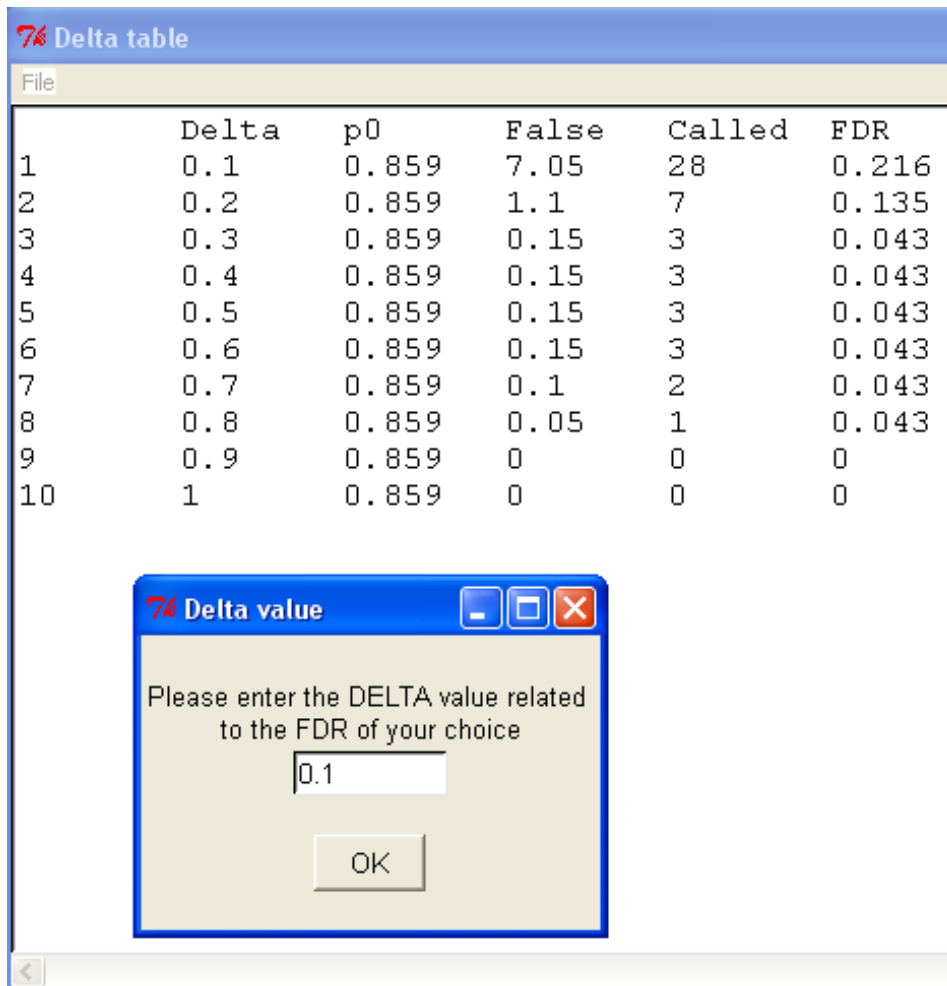 Delta table
File
Delta p0 False Called FDR
1 0.1 0.859 7.05 28 0.216
2 0.2 0.859 1.1 7 0.135
3 0.3 0.859 0.15 3 0.043
4 0.4 0.859 0.15 3 0.043
5 0.5 0.859 0.15 3 0.043
6 0.6 0.859 0.15 3 0.043
7 0.7 0.859 0.1 2 0.043
8 0.8 0.859 0.05 1 0.043
9 0.9 0.859 0 0 0
10 1 0.859 0 0 0
Delta value
Please enter the DELTA value related
to the FDR of your choice
0.1
OK